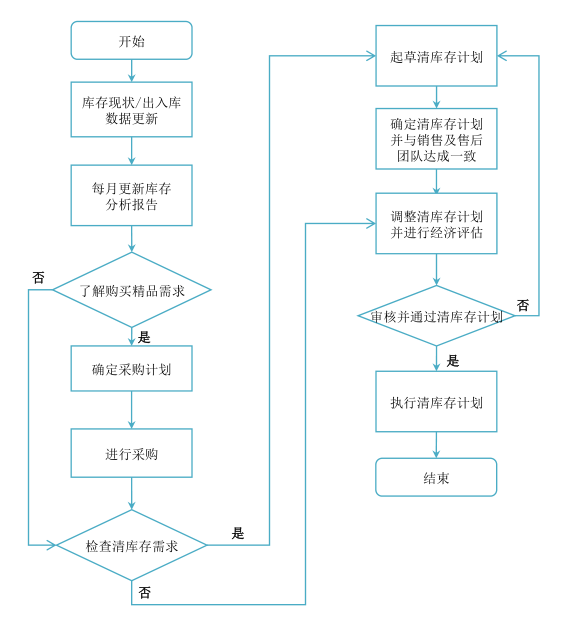 开始
库存现状/出入库
数据更新
每月更新库存
分析报告
否
了解购买精品需求
是
确定采购计划
进行采购
检查清库存需求
是
否
起草清库存计划
确定清库存计划
并与销售及售后
团队达成一致
调整清库存计划
并进行经济评估
否
审核并通过清库存计划
是
执行清库存计划
结束